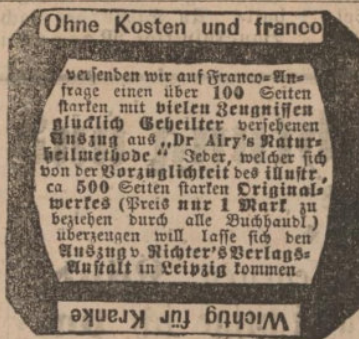 Ohne Kosten und franco
versenden wir auf Franco-An-
frage einen über 100 Seiten
starken mit vielen Zeugnissen
glücklich Geheilter versehenen
Auszug aus „Dr Airy's Natur-
heilmethode“ Jeder, welcher sich
von der Vorzüglichkeit des illustr,
ca 500 Seiten starken Original-
werkes (Preis nur 1 Mark zu
beziehen durch alle Buchhandl)
überzeugen will lasse sich den
Auszug v. Richter's Verlags-
Anstalt in Leipzig kommen
Wichtig für Kranke